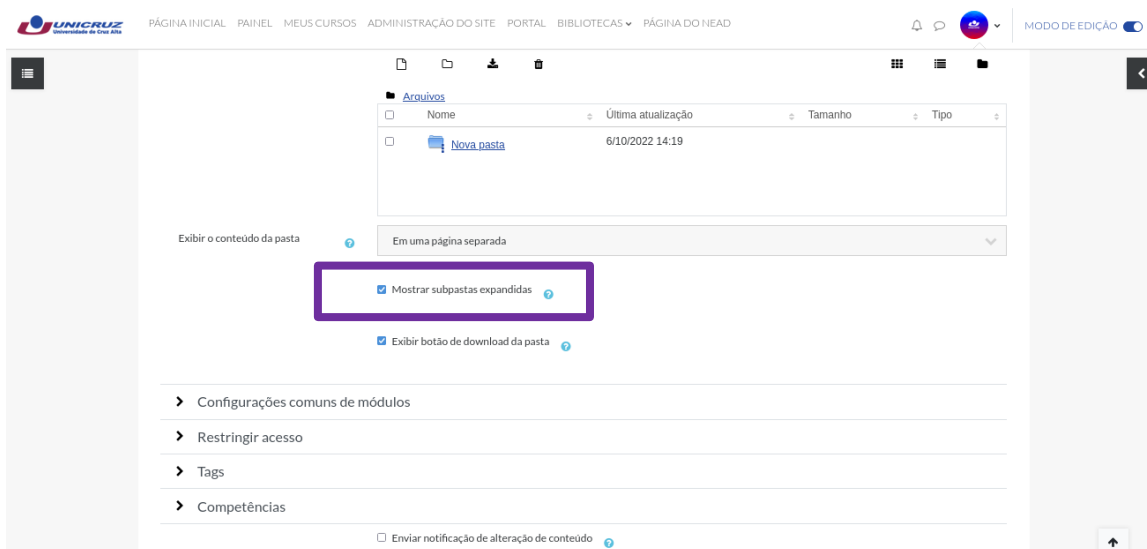 UNICRUZ
Universidade de Cruz Alta
PÁGINA INICIAL PAINEL MEUS CURSOS ADMINISTRAÇÃO DO SITE PORTAL BIBLIOTECAS PÁGINA DO NEAD
MODO DE EDIÇÃO
Arquivos
Nome Última atualização Tamanho Tipo
Nova pasta 6/10/2022 14:19
Exibir o conteúdo da pasta Em uma página separada
Mostrar subpastas expandidas
Exibir botão de download da pasta
Configurações comuns de módulos
Restringir acesso
Tags
Competências
Enviar notificação de alteração de conteúdo